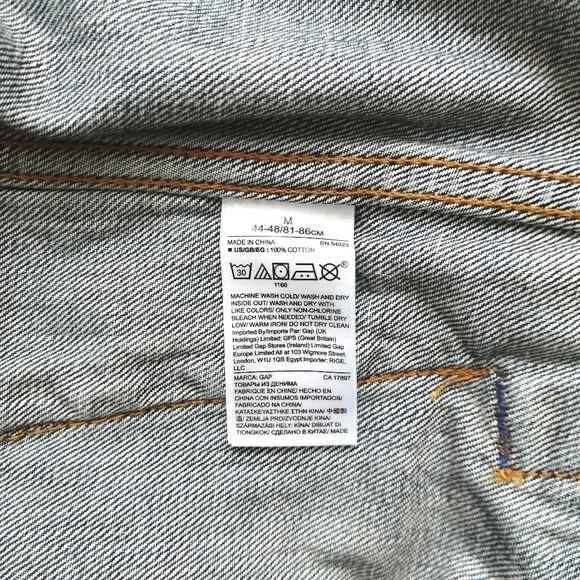 M
44-48/81-86CM
MADE IN CHINA RN 54023
■ US/GB/EG : 100% COTTON
30
®
1166
MACHINE WASH COLD/ WASH AND DRY
INSIDE OUT/ WASH AND DRY WITH
LIKE COLORS/ ONLY NON-CHLORINE
BLEACH WHEN NEEDED/ TUMBLE DRY
LOW/ WARM IRON/ DO NOT DRY CLEAN
Imported By/Importe Par: Gap (UK
Holdings) Limited: GPS (Great Britain)
Limited Gap Stores (Ireland) Limited Gap
Europe Limited All at 103 Wigmore Street,
London, W1U 1QS Egypt Importer: RIGE,
LLC
MARCA: GAP CA 17897
ТОВАРЫ ИЗ ДЕНИМА
FABRIQUE EN CHINE/ HECHO EN
CHINA CON INSUMOS IMPORTADOS/
FABRICADO NA CHINA/
ΚΑΤΑΣΚΕΥΑΣΤΗΚΕ ΣΤΗΝ ΚΙΝΑ/ 中國製
造/ ZEMLJA PROIZVODNJE KINA/
SZÁRMAZÁSI HELY: KÍNA/ DIBUAT DI
TIONGKOK/ СДЕЛАНО В КИТАЕ/ MADE